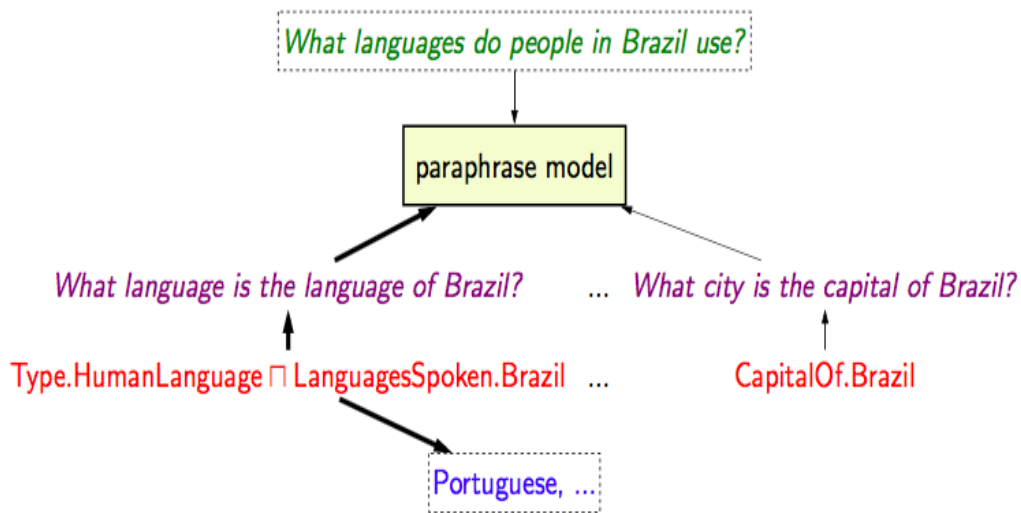 What languages do people in Brazil use?
paraphrase model
What language is the language of Brazil? ... What city is the capital of Brazil?
Type.HumanLanguage ⊓ LanguagesSpoken.Brazil ... CapitalOf.Brazil
Portuguese, ...